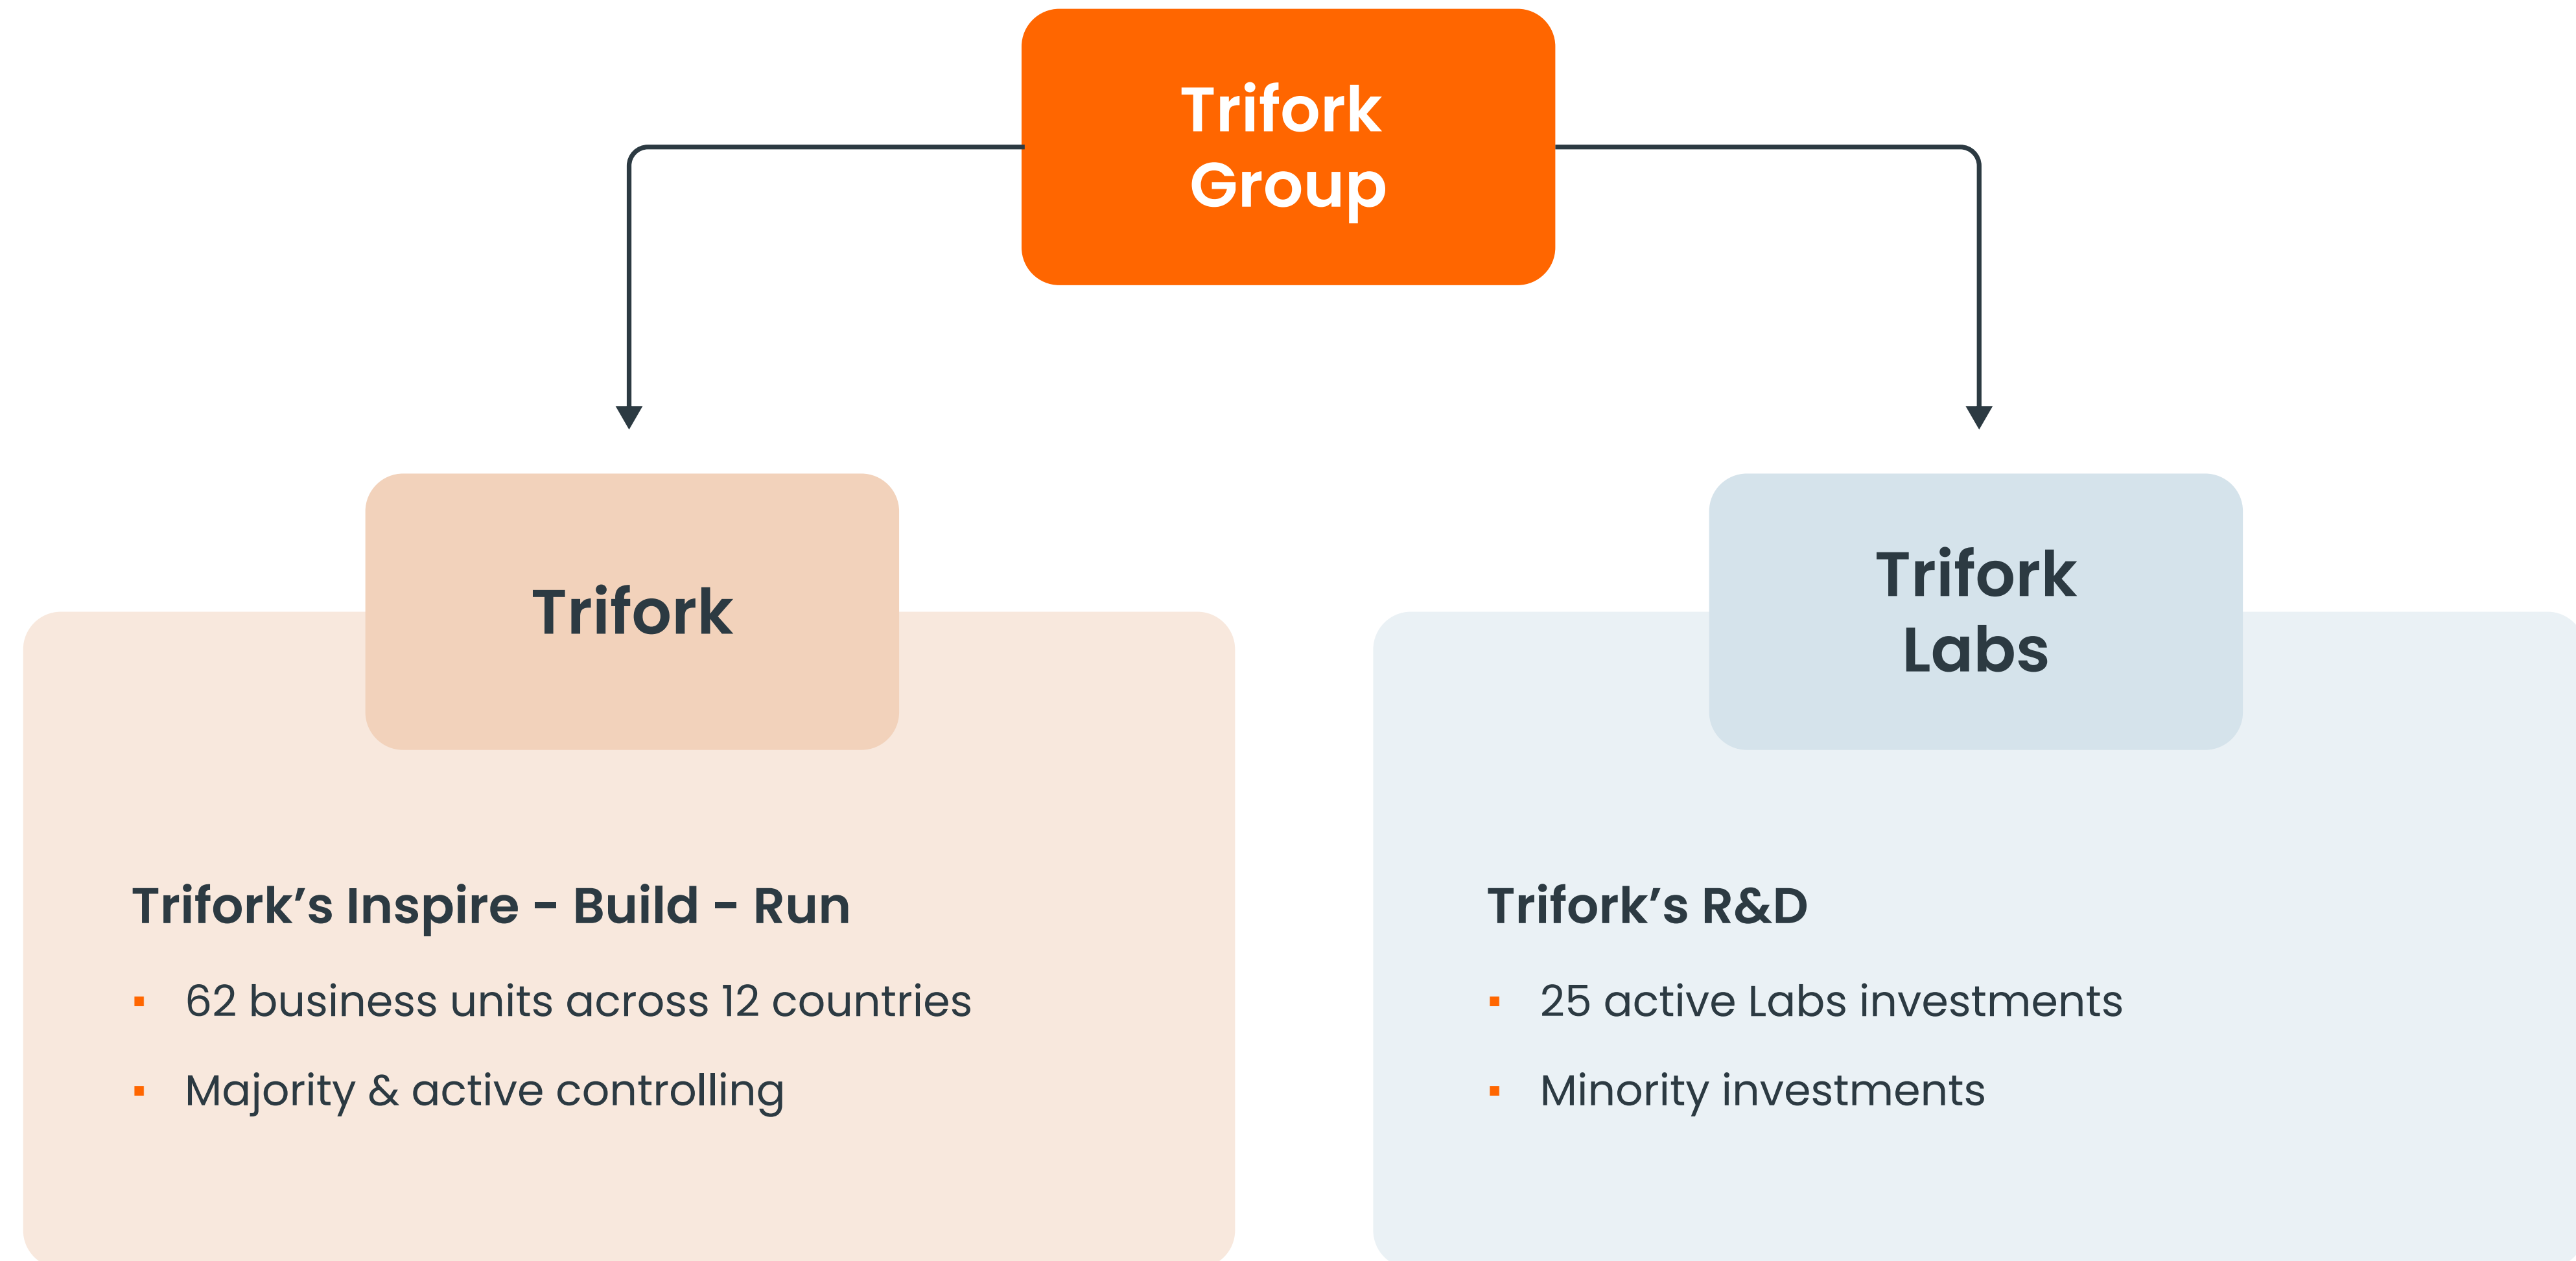 Trifork
Group
Trifork
Trifork’s Inspire - Build - Run
▪ 62 business units across 12 countries
▪ Majority & active controlling
Trifork
Labs
Trifork’s R&D
▪ 25 active Labs investments
▪ Minority investments